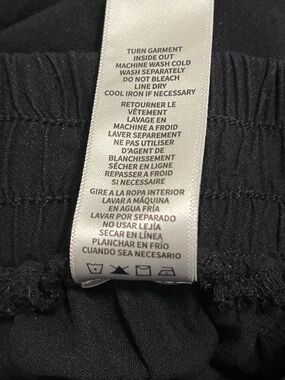 TURN GARMENT
INSIDE OUT
MACHINE WASH COLD
WASH SEPARATELY
DO NOT BLEACH
LINE DRY
COOL IRON IF NECESSARY
RETOURNER LE
VÊTEMENT
LAVAGE EN
MACHINE A FROID
LAVER SEPAREMENT
NE PAS UTILISER
D'AGENT DE
BLANCHISSEMENT
SÉCHER EN LIGNE
REPASSER A FROID
SI NECESSAIRE
GIRE A LA ROPA INTERIOR
LAVAR A MÁQUINA
EN AGUA FRÍA
LAVAR POR SEPARADO
NO USAR LEJÍA
SECAR EN LÍNEA
PLANCHAR EN FRÍO
CUANDO SEA NECESARIO